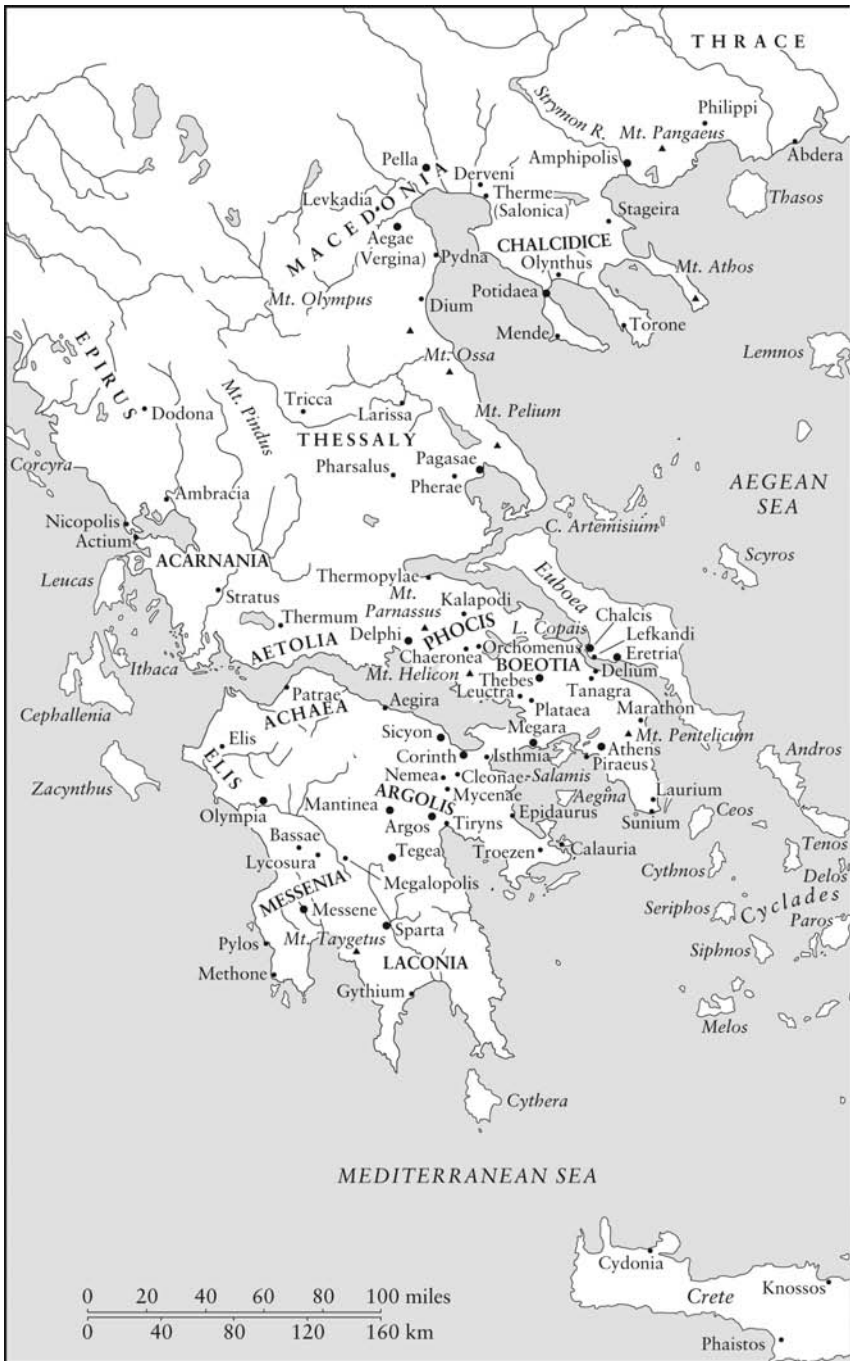 THRACE
Strymon R.
Philippi
Mt. Pangaeus
Abdera
Pella
Amphipolis
Derveni
Thasos
Levkadia
Therme
(Salonica)
Stageira
MACEDONIA
Aegae
(Vergina)
CHALCIDICE
Pydna
Olynthus
Mt. Athos
Mt. Olympus
Potidaea
Dium
Mende
Torone
EPIRUS
Mt. Ossa
Lemnos
Mt. Pindus
Tricca
Larissa
Dodona
Mt. Pelium
THESSALY
Corcyra
Pharsalus
Pagasae
Pherae
AEGEAN
SEA
Ambracia
Nicopolis
C. Artemisium
Actium
Scyros
ACARNANIA
Leucas
Thermopylae
Euboea
Stratus
Mt.
Parnassus
Kalapodi
Thermum
L. Copais
Chalcis
PHOCIS
Delphi
Lefkandi
AETOLIA
Orchomenus
Eretria
Ithaca
Chaeronea
BOEOTIA
Mt. Helicon
Thebes
Delium
Patrae
Leuctra
Tanagra
Aegira
Cephallenia
ACHAEA
Plataea
Marathon
Elis
Sicyon
Megara
Mt. Pentelicum
ELIS
Corinth
Isthmia
Athens
Andros
Piraeus
Zacynthus
Nemea
Cleonae
Salamis
Mycenae
Laurium
ARGOLIS
Aegina
Olympia
Mantinea
Epidaurus
Sunium
Ceos
Argos
Tiryns
Bassae
Tenos
Tegea
Troezen
Calauria
Lycosura
Cythnos
Delos
MESSENIA
Megalopolis
Cyclades
Messene
Seriphos
Sparta
Paros
Pylos
Mt. Taygetus
Siphnos
LACONIA
Methone
Gythium
Melos
Cythera
MEDITERRANEAN SEA
Cydonia
Knossos
Crete
0 20 40 60 80 100 miles
0 40 80 120 160 km
Phaistos